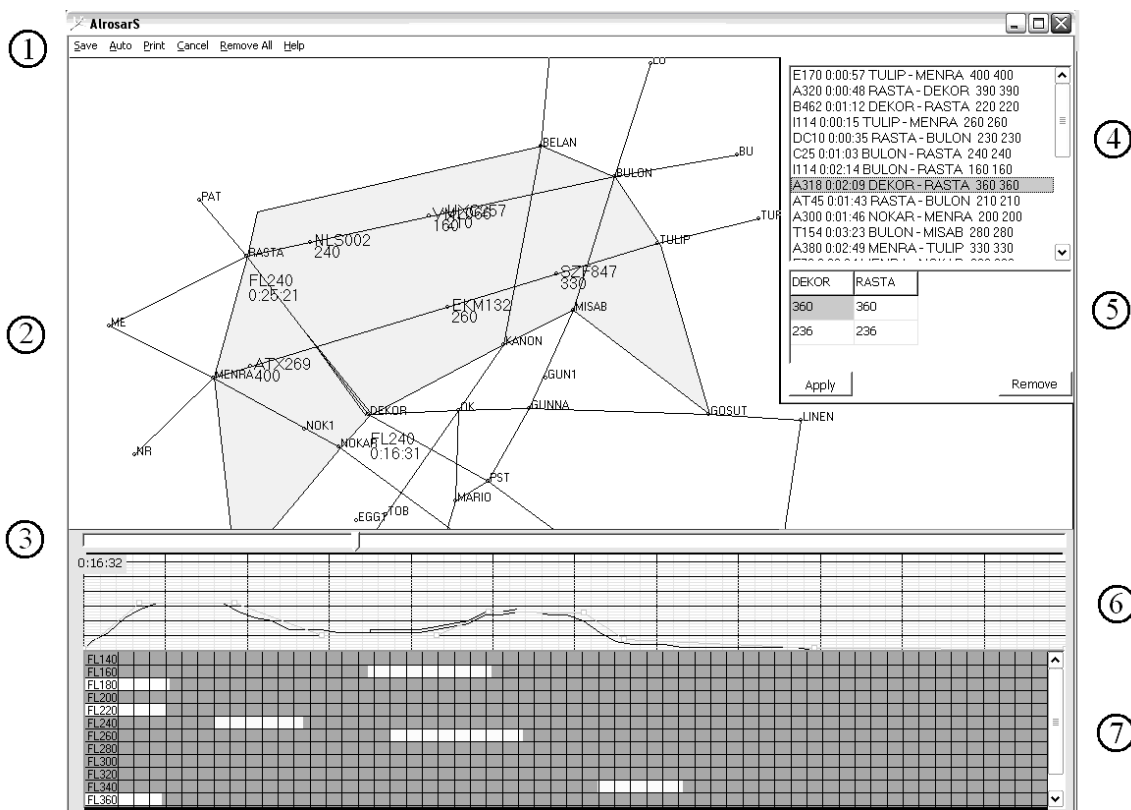 AlrosarS
1
Save Auto Print Cancel Remove All Help
LO
E170 0:00:57 TULIP - MENRA 400 400
A320 0:00:48 RASTA - DEKOR 390 390
B462 0:01:12 DEKOR - RASTA 220 220
I114 0:00:15 TULIP - MENRA 260 260
DC10 0:00:35 RASTA - BULON 230 230
C25 0:01:03 BULON - RASTA 240 240
I114 0:02:14 BULON - RASTA 160 160
A318 0:02:09 DEKOR - RASTA 360 360
AT45 0:01:43 RASTA - BULON 210 210
A300 0:01:46 NOKAR - MENRA 200 200
T154 0:03:23 BULON - MISAB 280 280
A380 0:02:49 MENRA - TULIP 330 330
4
BELAN
BU
BULON
PAT
160
210
TUR
NLS002
240
TULIP
RASTA
SZF847
330
FL240
0:25:21
DEKOR RASTA
360 360
236 236
5
EKM132
260
MISAB
ME
2
KANON
ATX269
400
MENRA
GUN1
Apply Remove
DEKOR
OK
GUNNA
GOSUT
LINEN
NOK1
NOKAR
FL240
0:16:31
NR
PST
MARIO
EGG1
TOB
3
0:16:32
6
FL140
FL160
FL180
FL200
FL220
FL240
FL260
FL280
FL300
FL320
FL340
FL360
7